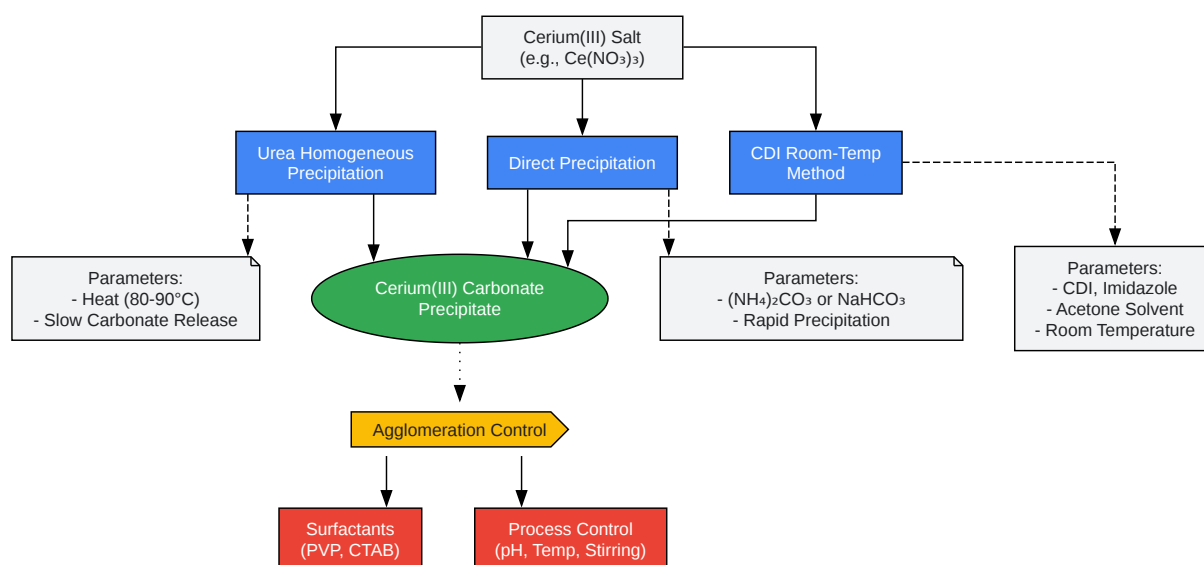 Cerium(III) Salt
(e.g., Ce(NO₃)₃)
Urea Homogeneous
Precipitation
Direct Precipitation
CDI Room-Temp
Method
Parameters:
- Heat (80-90°C)
- Slow Carbonate Release
Cerium(III) Carbonate
Precipitate
Parameters:
- (NH₄)₂CO₃ or NaHCO₃
- Rapid Precipitation
Parameters:
- CDI, Imidazole
- Acetone Solvent
- Room Temperature
Agglomeration Control
Surfactants
(PVP, CTAB)
Process Control
(pH, Temp, Stirring)